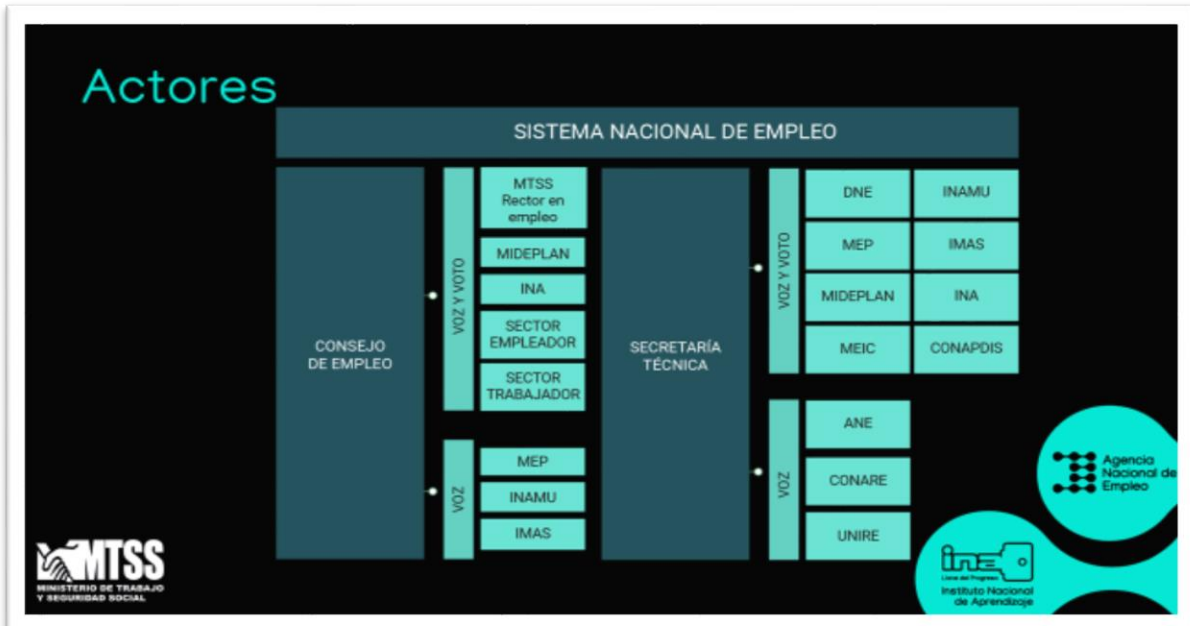 Actores
SISTEMA NACIONAL DE EMPLEO
CONSEJO
DE EMPLEO
VOZ Y VOTO
MTSS
Rector en
empleo
MIDEPLAN
INA
SECTOR
EMPLEADOR
SECTOR
TRABAJADOR
VOZ
MEP
INAMU
IMAS
SECRETARÍA
TÉCNICA
VOZ Y VOTO
DNE
INAMU
MEP
IMAS
MIDEPLAN
INA
MEIC
CONAPDIS
VOZ
ANE
CONARE
UNIRE
MTSS
MINISTERIO DE TRABAJO
Y SEGURIDAD SOCIAL
Agencia
Nacional de
Empleo
ina
Llave del Progreso
Instituto Nacional
de Aprendizaje